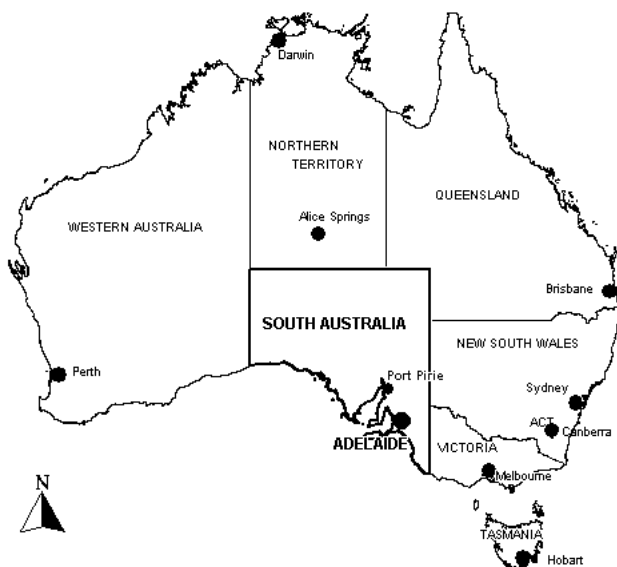 Darwin
NORTHERN
TERRITORY
QUEENSLAND
WESTERN AUSTRALIA
Alice Springs
Brisbane
SOUTH AUSTRALIA
NEW SOUTH WALES
Perth
Port Pirie
Sydney
ACT
Canberra
ADELAIDE
VICTORIA
Melbourne
N
TASMANIA
Hobart